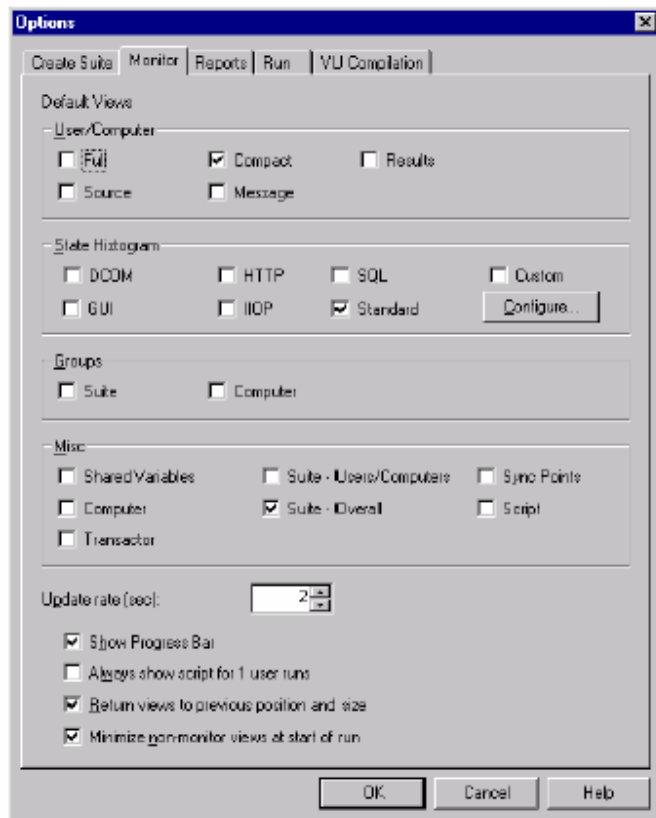 Options
Create Suite Monitor Reports Run VU Compilation
Default Views
User/Computer
Full Compact Results
Source Message
State Histogram
DCOM HTTP SQL Custom
GUI IIOP Standard Configure...
Groups
Suite Computer
Misc
Shared Variables Suite - Users/Computers Sync Points
Computer Suite - Overall Script
Transactor
Update rate (sec): 2
Show Progress Bar
Always show script for 1 user runs
Return views to previous position and size
Minimize non-monitor views at start of run
OK Cancel Help